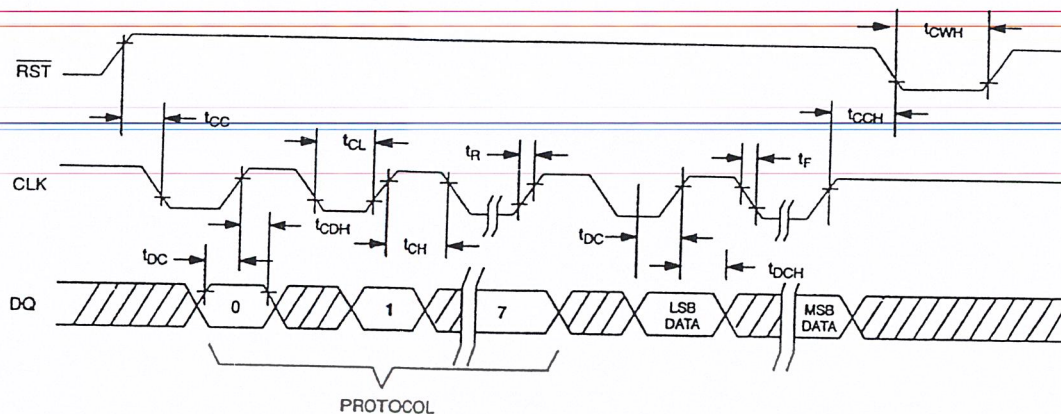 tCWH
RST
tCC
tCCH
tCL
tR
tF
CLK
tCDH
tCH
tDC
tDC
tDCH
DQ
0
1
7
LSB
DATA
MSB
DATA
PROTOCOL